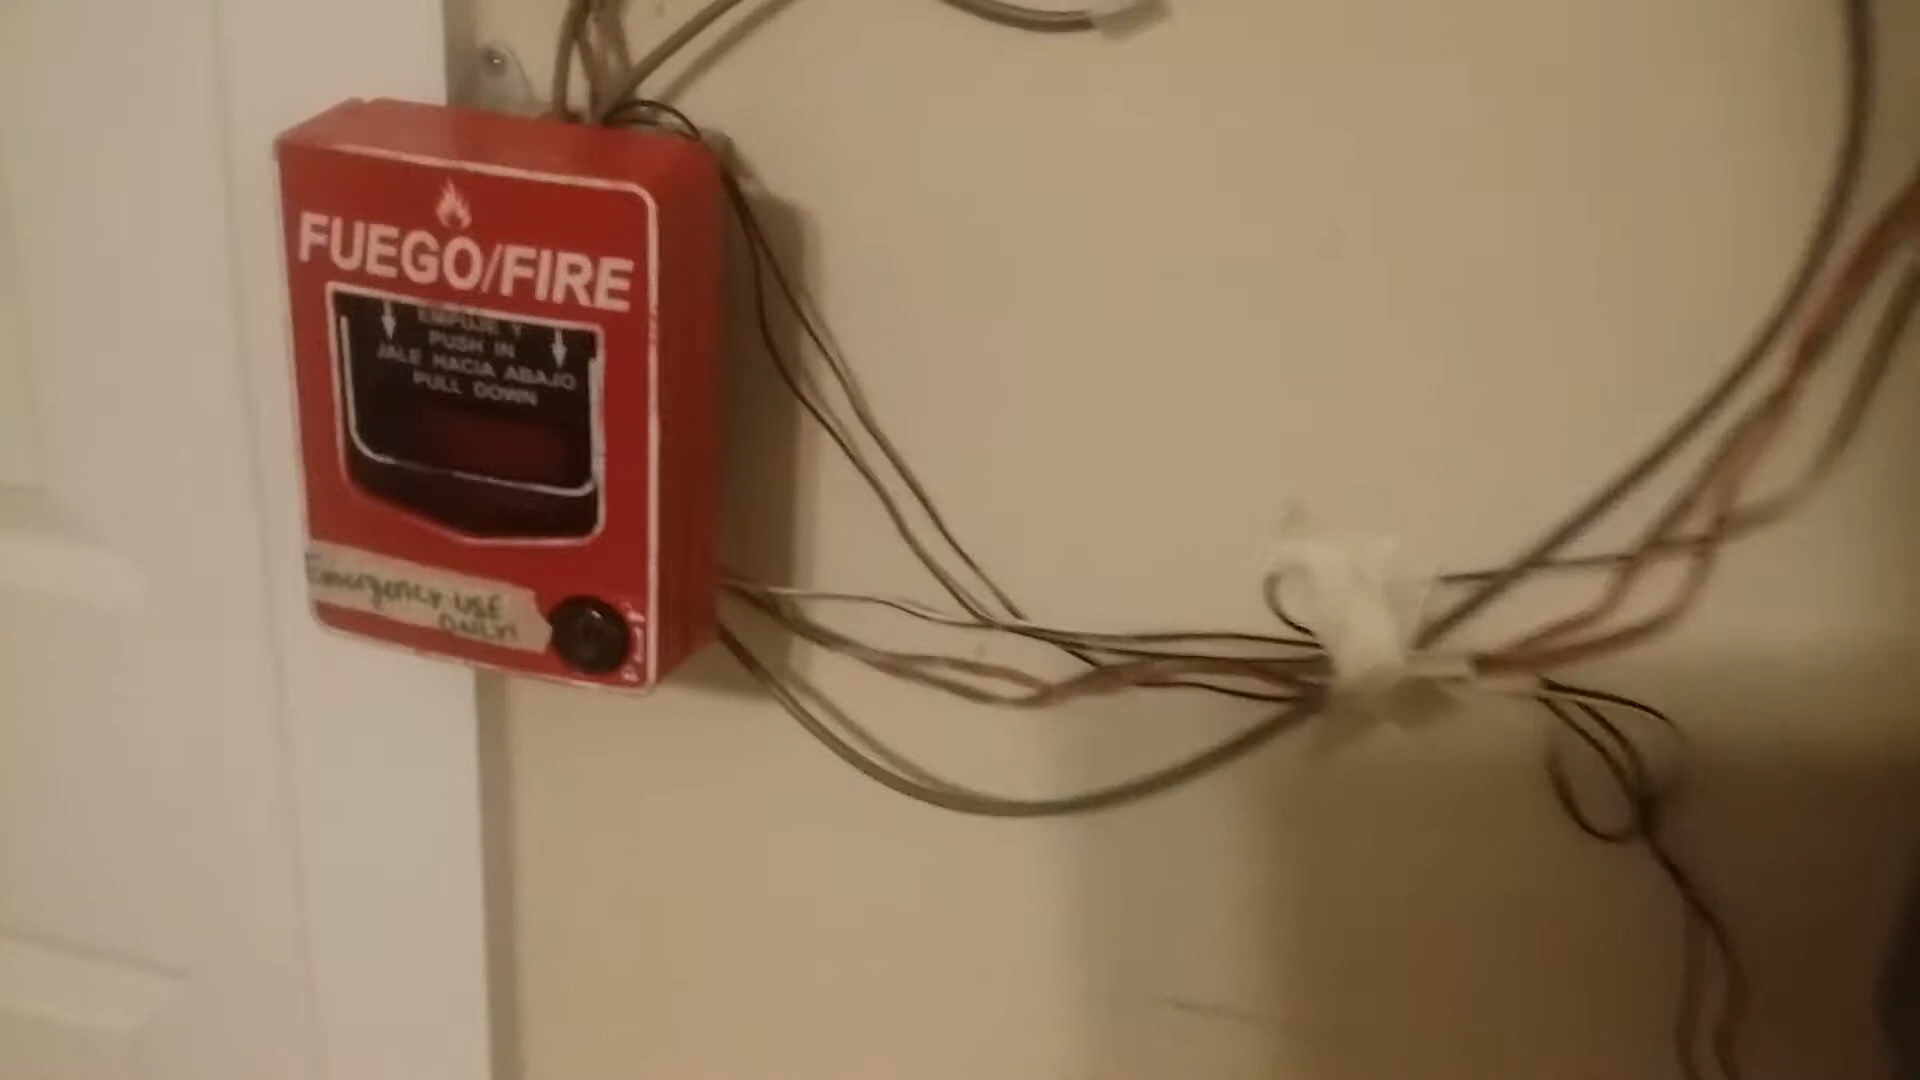 FUEGO/FIRE
EMPUJE Y
PUSH IN
JALE HACIA ABAJO
PULL DOWN
Emergency USE
ONLY!